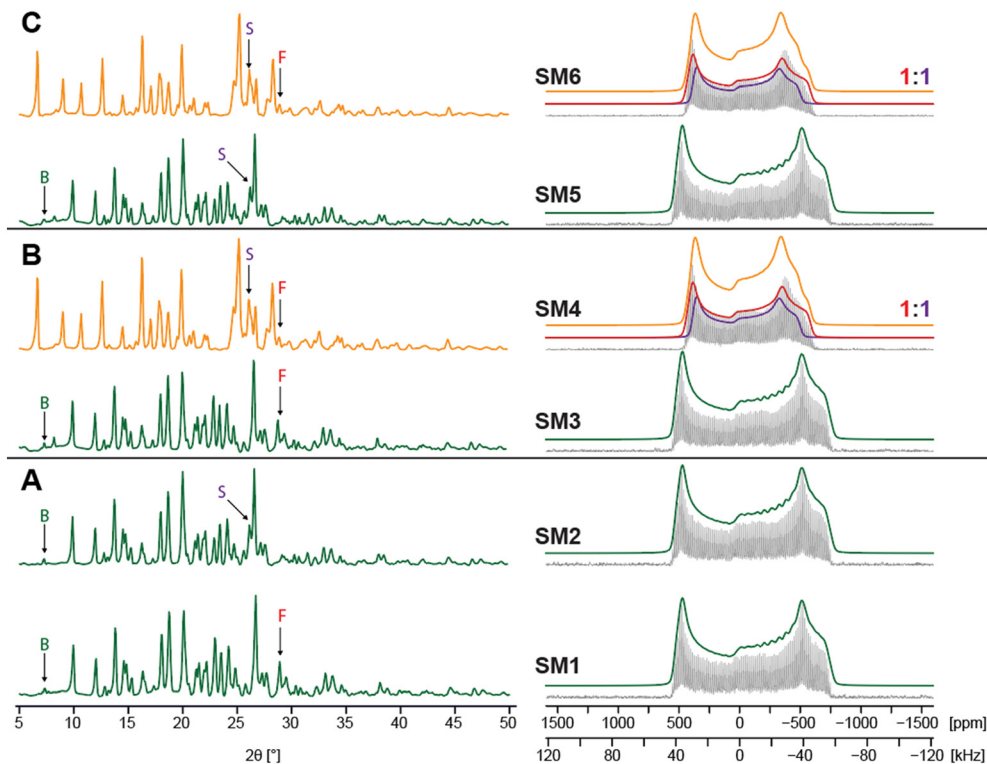 C
S
F
SM6
1:1
S
B
SM5
B
S
F
SM4
1:1
B
F
SM3
A
S
B
SM2
F
B
SM1
5 10 15 20 25 30 35 40 45 50
2θ [°]
1500 1000 500 0 −500 −1000 −1500 [ppm]
120 80 40 0 −40 −80 −120 [kHz]